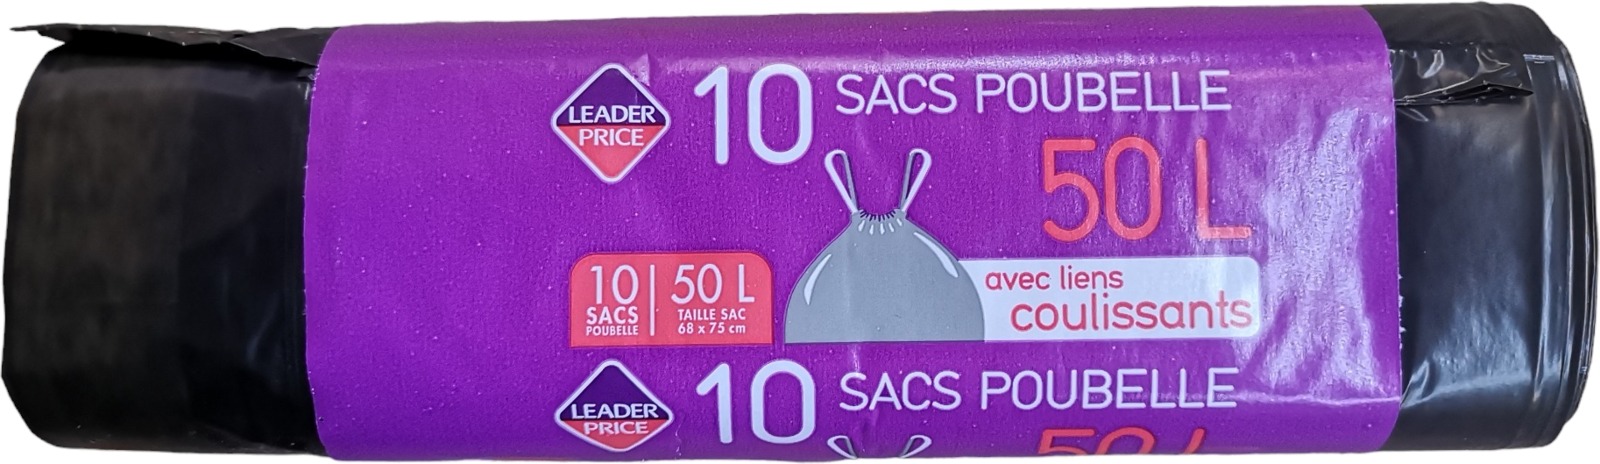 LEADER
PRICE
10 SACS POUBELLE
50 L
avec liens
coulissants
10
SACS
POUBELLE
50 L
TAILLE SAC
68 x 75 cm
LEADER
PRICE
10 SACS POUBELLE
50 L